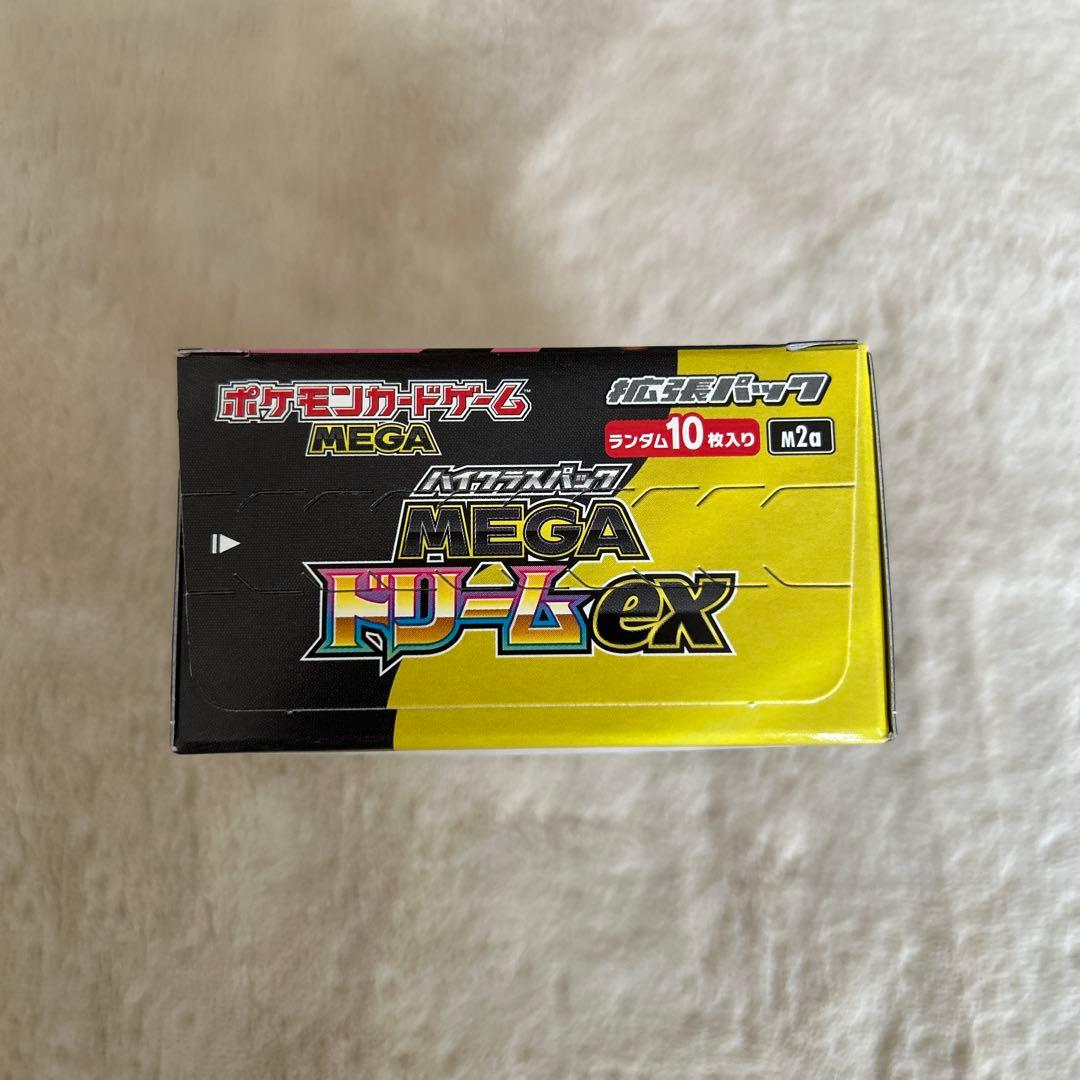 ポケモンカードゲーム
MEGA
拡張パック
ランダム10枚入り M2a
ハイクラスパック
MEGA
ドリームex